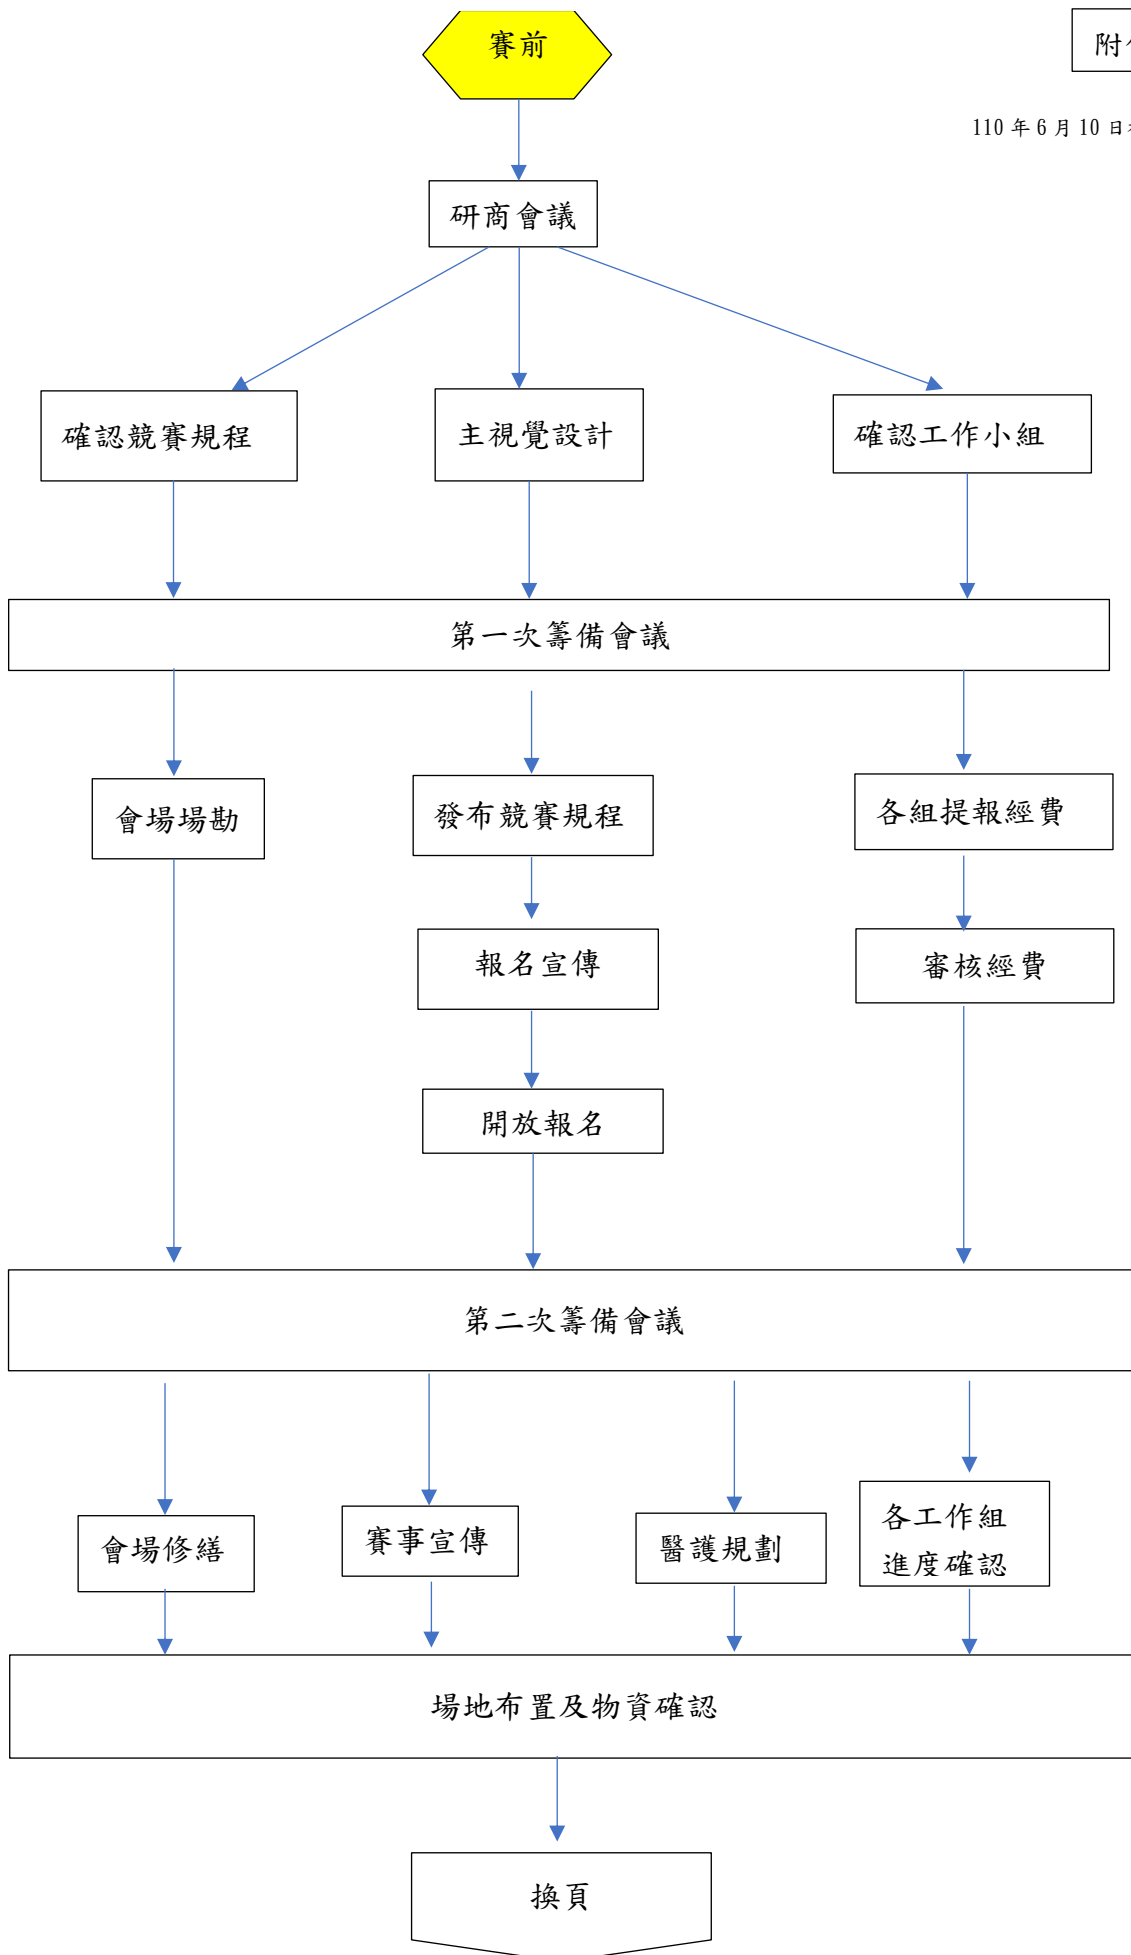 賽前
附
110 年 6 月 10 日
研商會議
確認競賽規程
主視覺設計
確認工作小組
第一次籌備會議
會場場勘
發布競賽規程
各組提報經費
報名宣傳
審核經費
開放報名
第二次籌備會議
會場修繕
賽事宣傳
醫護規劃
各工作組
進度確認
場地布置及物資確認
換頁